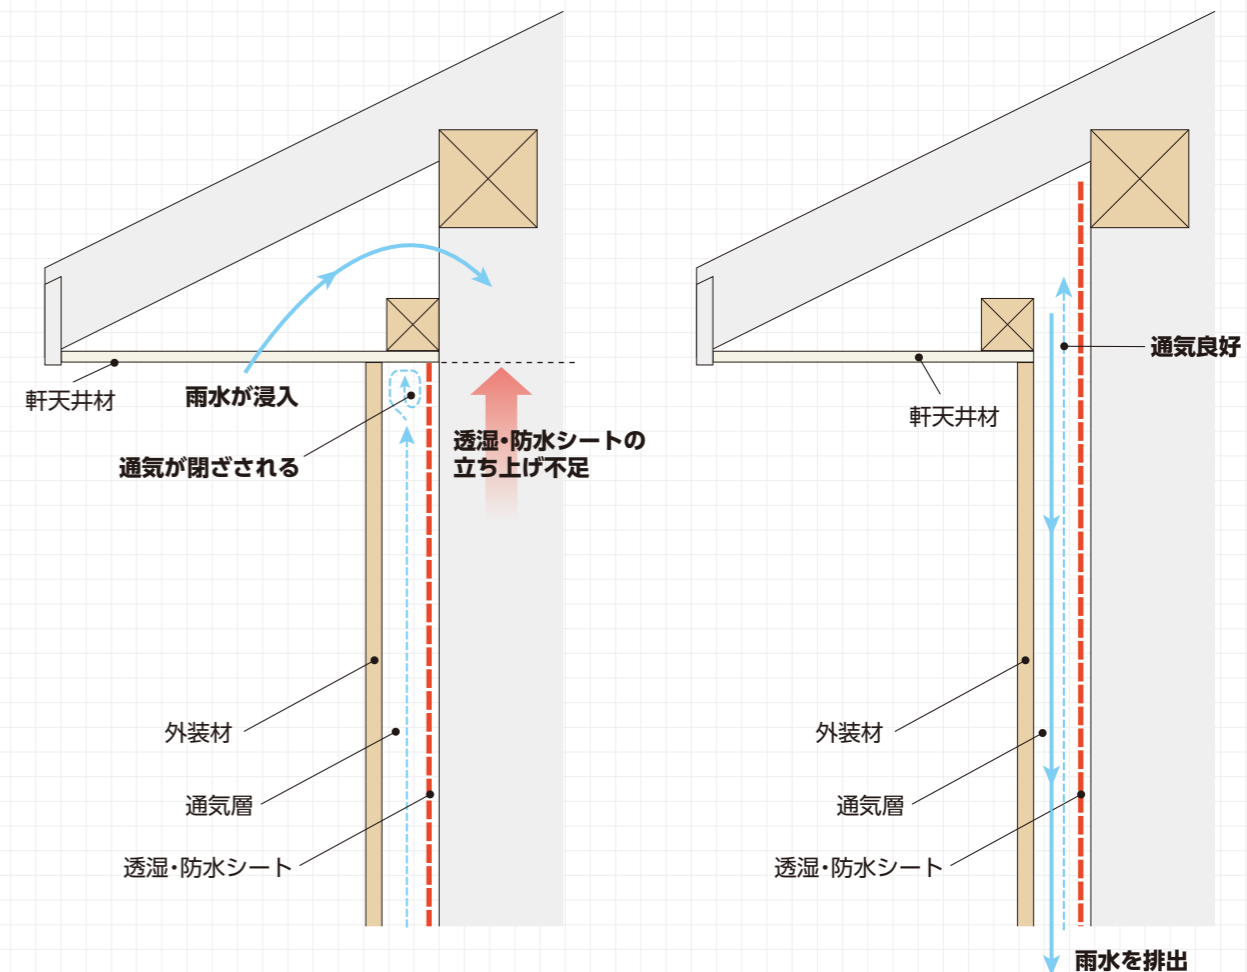 軒天井材
雨水が浸入
通気が閉ざされる
透湿・防水シートの
立ち上げ不足
外装材
通気層
透湿・防水シート
通気良好
軒天井材
外装材
通気層
透湿・防水シート
雨水を排出